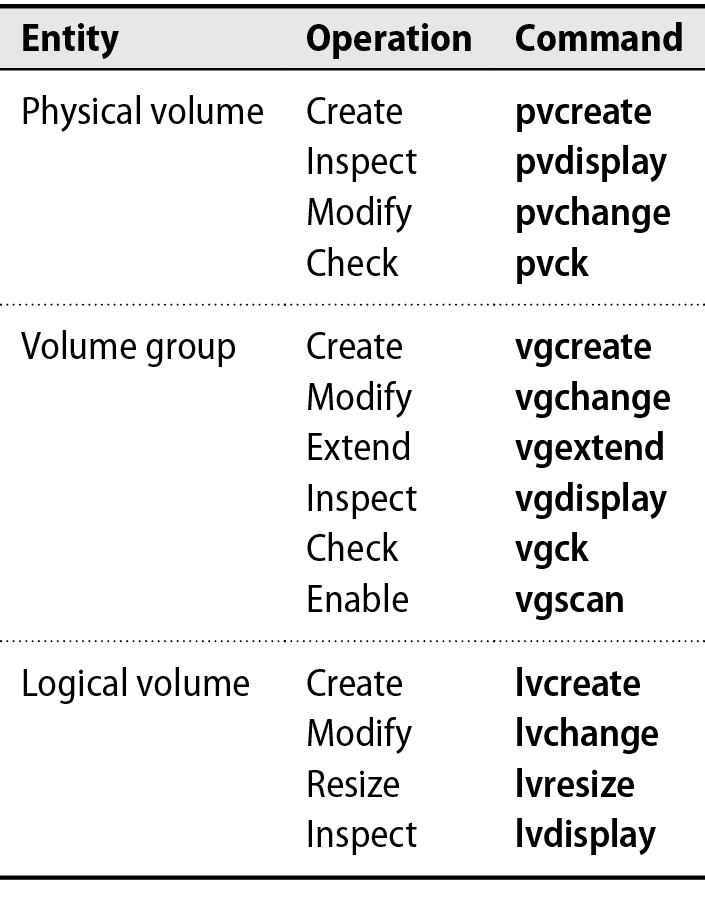 Entity Operation Command
Physical volume Create pvcreate
Inspect pvdisplay
Modify pvchange
Check pvck
Volume group Create vgcreate
Modify vgchange
Extend vgextend
Inspect vgdisplay
Check vgck
Enable vgscan
Logical volume Create lvcreate
Modify lvchange
Resize lvresize
Inspect lvdisplay